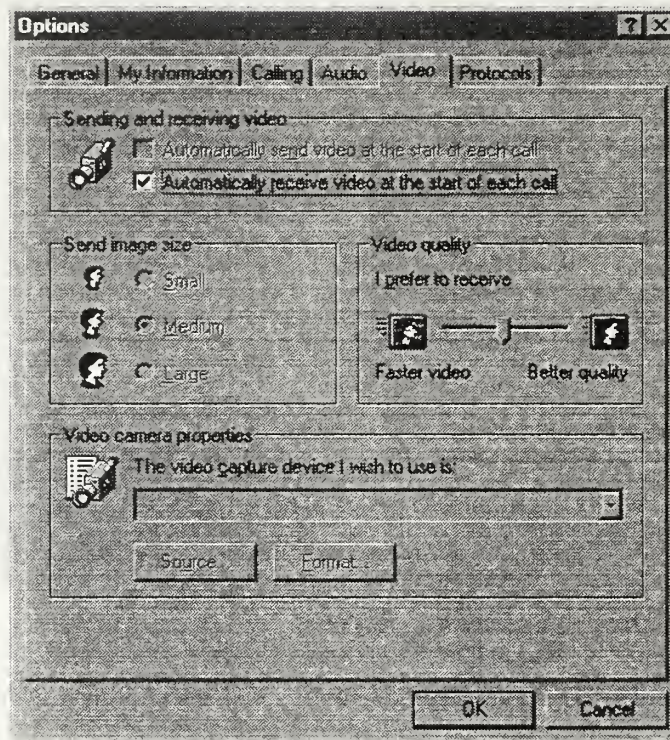 Options
General My Information Calling Audio Video Protocols
Sending and receiving video
Automatically send video at the start of each call
Automatically receive video at the start of each call
Send image size
Small
Medium
Large
Video quality
I prefer to receive
Faster video Better quality
Video camera properties
The video capture device I wish to use is:
Source... Format...
OK Cancel